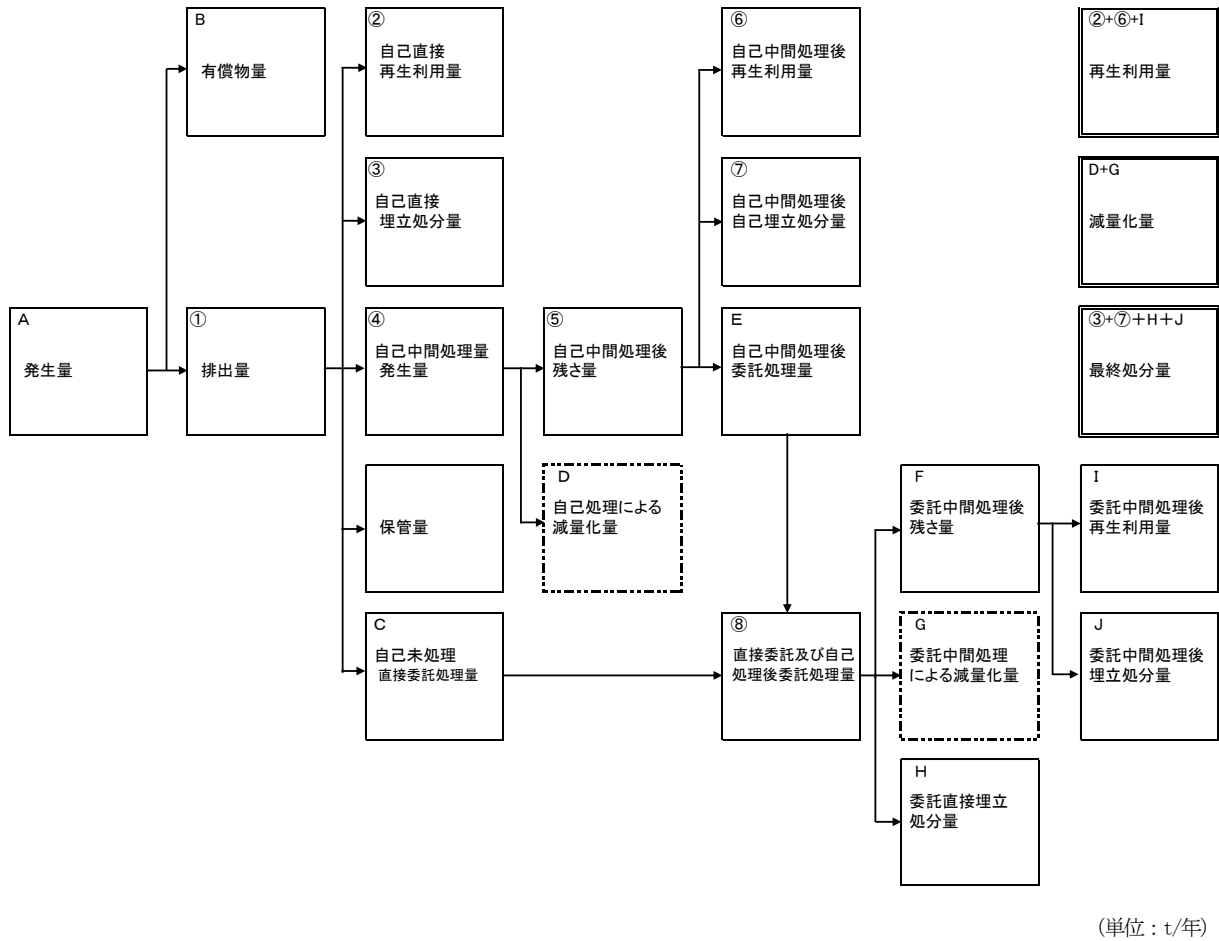 B
有償物量
②
自己直接
再生利用量
⑥
自己中間処理後
再生利用量
②+⑥+I
再生利用量
③
自己直接
埋立処分量
⑦
自己中間処理後
自己埋立処分量
D+G
減量化量
A
発生量
①
排出量
④
自己中間処理量
発生量
⑤
自己中間処理後
残さ量
E
自己中間処理後
委託処理量
③+⑦+H+J
最終処分量
保管量
D
自己処理による
減量化量
F
委託中間処理後
残さ量
I
委託中間処理後
再生利用量
C
自己未処理
直接委託処理量
⑧
直接委託及び自己
処理後委託処理量
G
委託中間処理
による減量化量
J
委託中間処理後
埋立処分量
H
委託直接埋立
処分量
(単位：t/年)